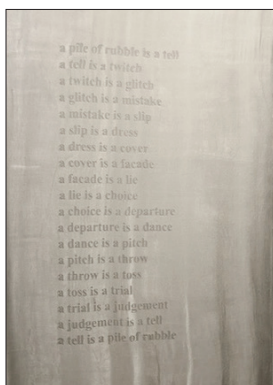 a pile of rubble is a tell
a tell is a twitch
a twitch is a glitch
a glitch is a mistake
a mistake is a slip
a slip is a dress
a dress is a cover
a cover is a facade
a facade is a lie
a lie is a choice
a choice is a departure
a departure is a dance
a dance is a pitch
a pitch is a throw
a throw is a toss
a toss is a trial
a trial is a judgement
a judgement is a tell
a tell is a pile of rubble